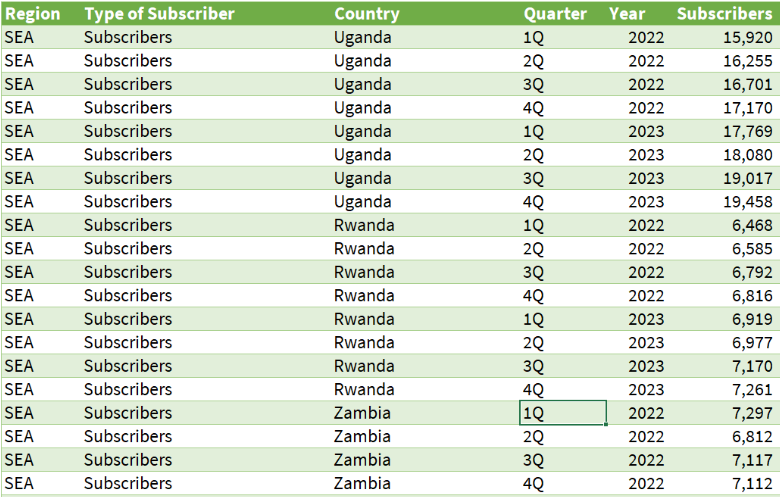 Region Type of Subscriber Country Quarter Year Subscribers
SEA Subscribers Uganda 1Q 2022 15,920
SEA Subscribers Uganda 2Q 2022 16,255
SEA Subscribers Uganda 3Q 2022 16,701
SEA Subscribers Uganda 4Q 2022 17,170
SEA Subscribers Uganda 1Q 2023 17,769
SEA Subscribers Uganda 2Q 2023 18,080
SEA Subscribers Uganda 3Q 2023 19,017
SEA Subscribers Uganda 4Q 2023 19,458
SEA Subscribers Rwanda 1Q 2022 6,468
SEA Subscribers Rwanda 2Q 2022 6,585
SEA Subscribers Rwanda 3Q 2022 6,792
SEA Subscribers Rwanda 4Q 2022 6,816
SEA Subscribers Rwanda 1Q 2023 6,919
SEA Subscribers Rwanda 2Q 2023 6,977
SEA Subscribers Rwanda 3Q 2023 7,170
SEA Subscribers Rwanda 4Q 2023 7,261
SEA Subscribers Zambia 1Q 2022 7,297
SEA Subscribers Zambia 2Q 2022 6,812
SEA Subscribers Zambia 3Q 2022 7,117
SEA Subscribers Zambia 4Q 2022 7,112